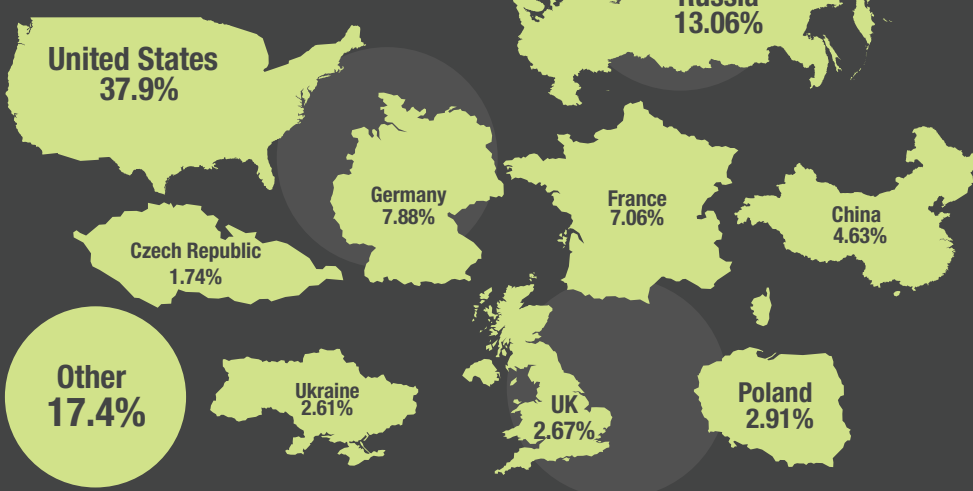 Russia
13.06%
United States
37.9%
Germany
7.88%
France
7.06%
China
4.63%
Czech Republic
1.74%
Other
17.4%
Ukraine
2.61%
UK
2.67%
Poland
2.91%